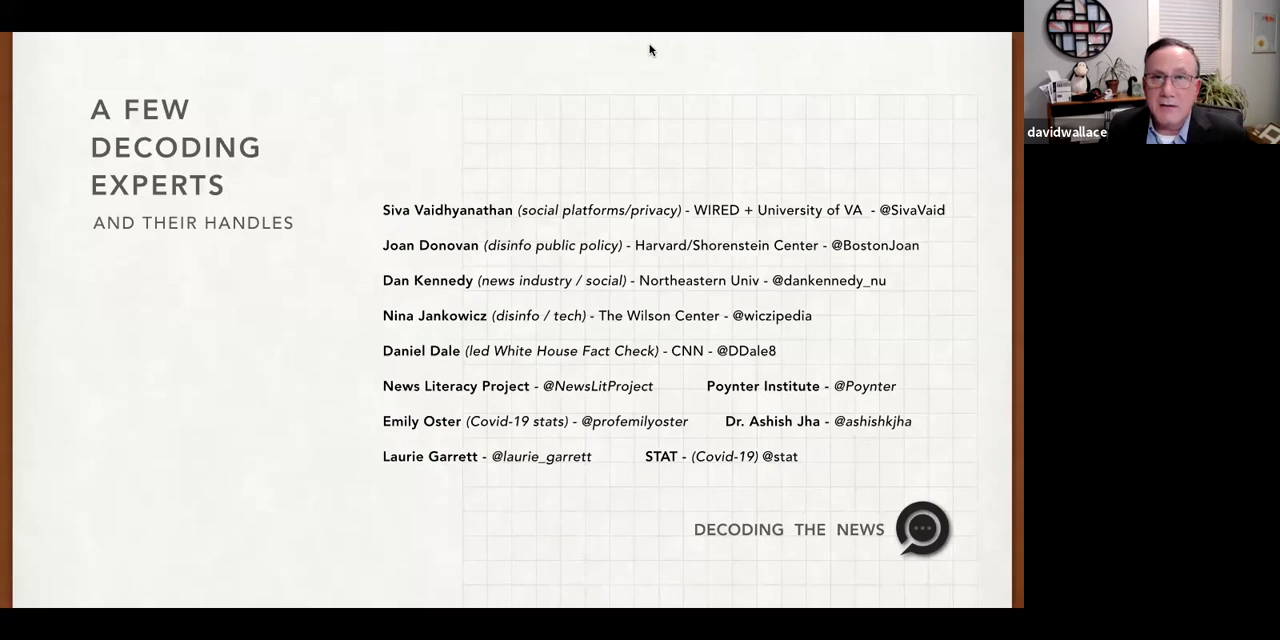 A FEW
DECODING
EXPERTS
AND THEIR HANDLES
Siva Vaidhyanathan (social platforms/privacy) - WIRED + University of VA - @SivaVaid
Joan Donovan (disinfo public policy) - Harvard/Shorenstein Center - @BostonJoan
Dan Kennedy (news industry / social) - Northeastern Univ - @dankennedy_nu
Nina Jankowicz (disinfo / tech) - The Wilson Center - @wiczipedia
Daniel Dale (led White House Fact Check) - CNN - @DDale8
News Literacy Project - @NewsLitProject Poynter Institute - @Poynter
Emily Oster (Covid-19 stats) - @profemilyoster Dr. Ashish Jha - @ashishkjha
Laurie Garrett - @laurie_garrett STAT - (Covid-19) @stat
DECODING THE NEWS
davidwallace